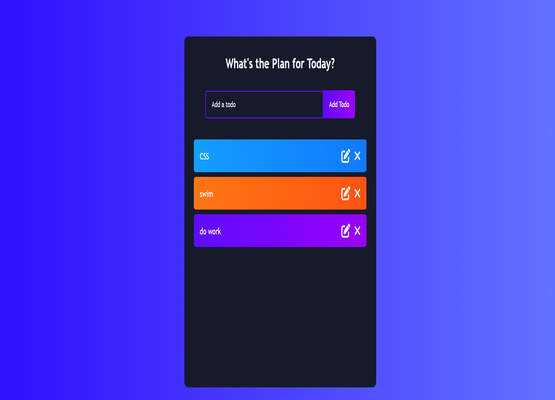 What's the Plan for Today?
Add a todo
Add Todo
CSS
swim
do work